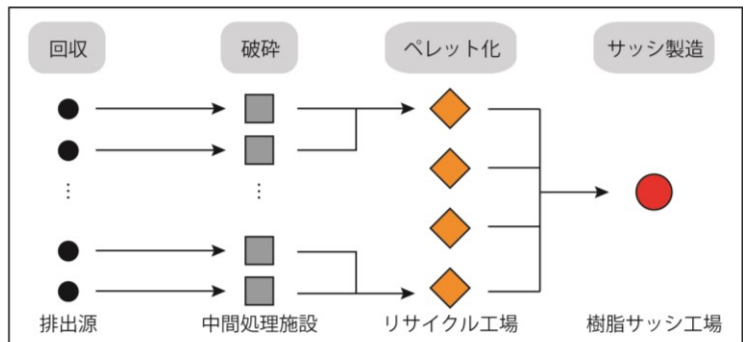 回収
破砕
ペレット化
サッシ製造
⋮
⋮
排出源
中間処理施設
リサイクル工場
樹脂サッシ工場